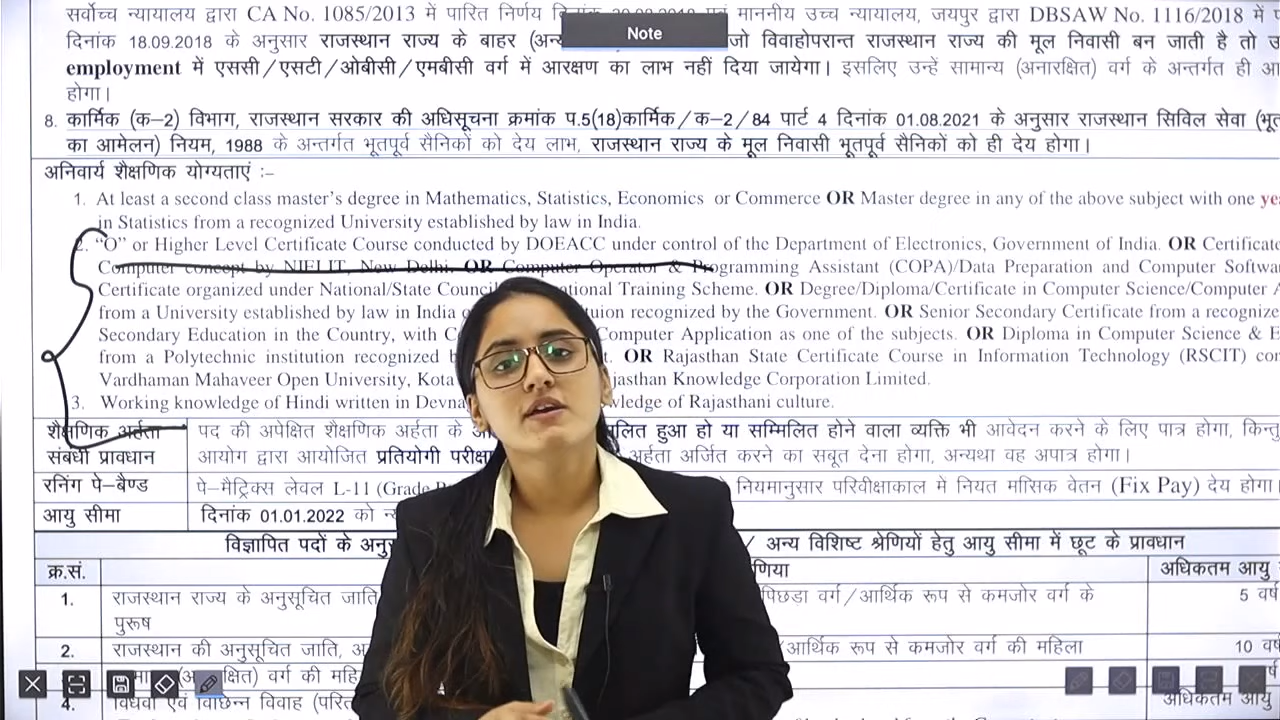 सर्वोच्च न्यायालय द्वारा CA No. 1085/2013 में पारित निर्णय एवं माननीय उच्च न्यायालय, जयपुर द्वारा DBSAW No. 1116/2018 में
Note
दिनांक 18.09.2018 के अनुसार राजस्थान राज्य के बाहर जो विवाहोपरान्त राजस्थान राज्य की मूल निवासी बन जाती है तो
employment में एससी/एसटी/ओबीसी/एमबीसी वर्ग में आरक्षण का लाभ नहीं दिया जायेगा। इसलिए उन्हें सामान्य (अनारक्षित) वर्ग के अन्तर्गत ही
होगा।
8. कार्मिक (क-2) विभाग, राजस्थान सरकार की अधिसूचना क्रमांक प.5(18)कार्मिक/क-2/84 पार्ट 4 दिनांक 01.08.2021 के अनुसार राजस्थान सिविल सेवा
का आमेलन) नियम, 1988 के अन्तर्गत भूतपूर्व सैनिकों को देय लाभ, राजस्थान राज्य के मूल निवासी भूतपूर्व सैनिकों को ही देय होगा।
अनिवार्य शैक्षणिक योग्यताएं :-
1. At least a second class master's degree in Mathematics, Statistics, Economics or Commerce OR Master degree in any of the above subject with one
in Statistics from a recognized University established by law in India.
2. "O" or Higher Level Certificate Course conducted by DOEACC under control of the Department of Electronics, Government of India. OR
Computer concept by NIELIT, New Delhi. OR Computer Operator & Programming Assistant (COPA)/Data Preparation and Computer
Certificate organized under National/State Training Scheme. OR Degree/Diploma/Certificate in Computer Science/Computer
from a University established by law in India recognized by the Government. OR Senior Secondary Certificate from a
Secondary Education in the Country, with Computer Application as one of the subjects. OR Diploma in Computer Science &
from a Polytechnic institution recognized OR Rajasthan State Certificate Course in Information Technology (RSCIT)
Vardhaman Mahaveer Open University, Kota Knowledge Corporation Limited.
3. Working knowledge of Hindi written in of Rajasthani culture.
शैक्षणिक अर्हता पद की अपेक्षित शैक्षणिक अर्हता के हुआ हो या सम्मिलित होने वाला व्यक्ति भी आवेदन करने के लिए पात्र होगा, किन्तु
संबंधी प्रावधान आयोग द्वारा आयोजित प्रतियोगी अर्हता अर्जित करने का सबूत देना होगा, अन्यथा वह अपात्र होगा।
रनिंग पे-बैण्ड पे-मैट्रिक्स लेवल L-11 (Grade नियमानुसार परिवीक्षाकाल में नियत मासिक वेतन (Fix Pay) देय होगा।
आयु सीमा दिनांक 01.01.2022 को
विज्ञापित पदों के / अन्य विशिष्ट श्रेणियों हेतु आयु सीमा में छूट के प्रावधान
क्र.सं. अधिकतम आयु
1. राजस्थान राज्य के अनुसूचित पिछड़ा वर्ग/आर्थिक रूप से कमजोर वर्ग के 5
पुरूष
2. राजस्थान की अनुसूचित जाति, /आर्थिक रूप से कमजोर वर्ग की महिला 10
वर्ग की
4. विधवा एवं विछिन्न विवाह अधिकतम आयु